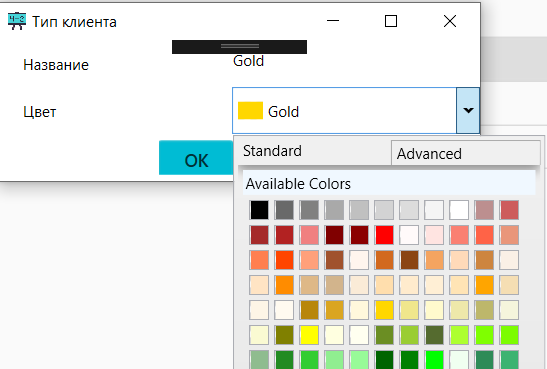 Тип клиента
Название
Gold
Цвет
Gold
OK
Standard
Advanced
Available Colors